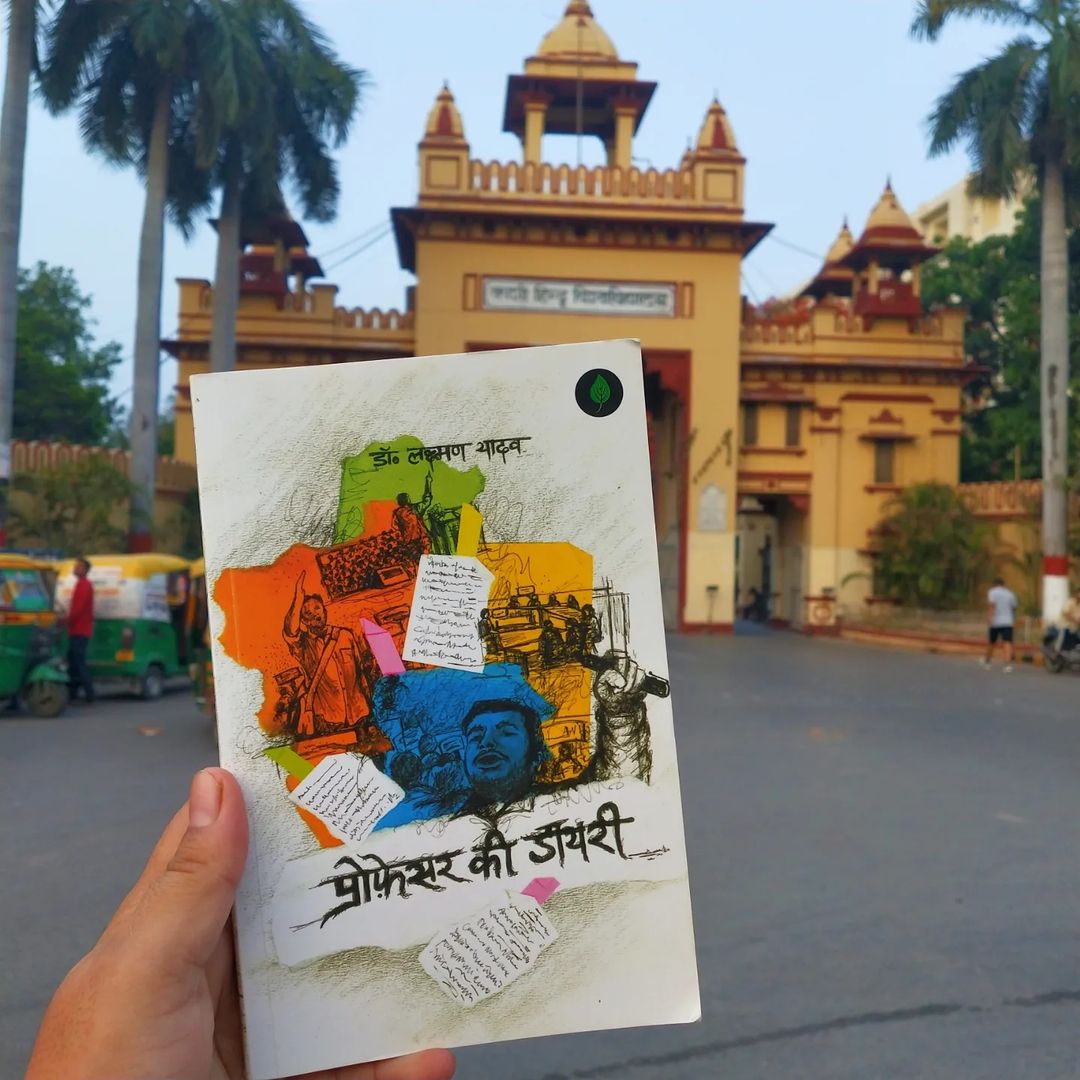 काशी हिन्दू विश्वविद्यालय
डॉ॰ लक्ष्मण यादव
प्रोफ़ेसर की डायरी